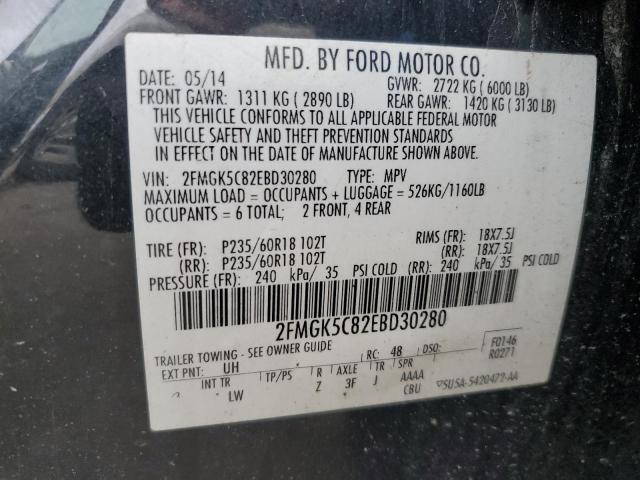 MFD. BY FORD MOTOR CO.
DATE: 05/14 GVWR: 2722 KG ( 6000 LB)
FRONT GAWR: 1311 KG ( 2890 LB) REAR GAWR: 1420 KG ( 3130 LB)
THIS VEHICLE CONFORMS TO ALL APPLICABLE FEDERAL MOTOR
VEHICLE SAFETY AND THEFT PREVENTION STANDARDS
IN EFFECT ON THE DATE OF MANUFACTURE SHOWN ABOVE.
VIN: 2FMGK5C82EBD30280 TYPE: MPV
MAXIMUM LOAD = OCCUPANTS + LUGGAGE = 526KG/1160LB
OCCUPANTS = 6 TOTAL; 2 FRONT, 4 REAR
TIRE (FR): P235/60R18 102T RIMS (FR): 18X7.5J
(RR): P235/60R18 102T (RR): 18X7.5J
PRESSURE (FR): 240 kPa/ 35 PSI COLD (RR): 240 kPa/ 35 PSI COLD
2FMGK5C82EBD30280
TRAILER TOWING - SEE OWNER GUIDE F0146
EXT PNT: UH RC: 48 DSO: R0271
INT TR TP/PS R AXLE TR SPR
LW Z 3F J AAAA
CBU SU5A-5420472-AA